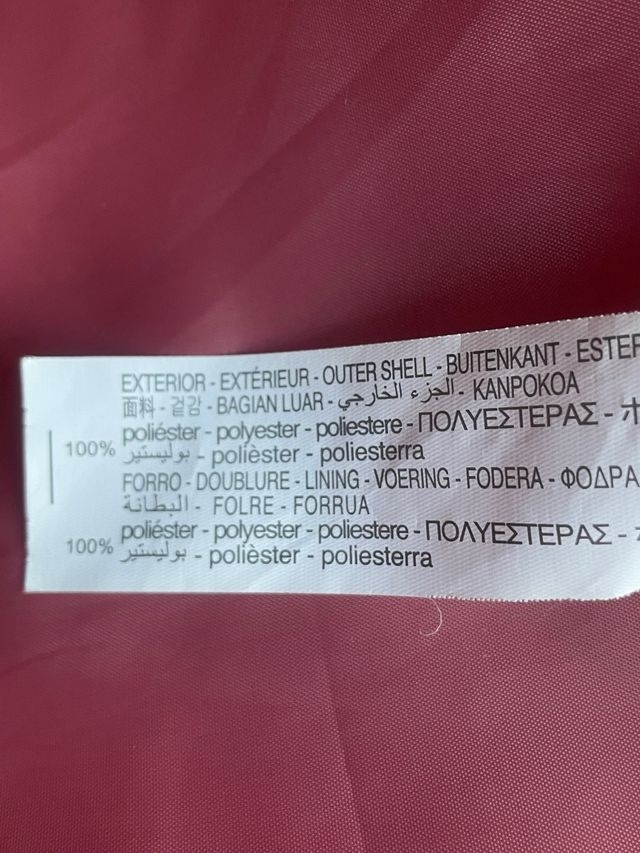 EXTERIOR - EXTÉRIEUR - OUTER SHELL - BUITENKANT - ESTER
面料 - 겉감 - BAGIAN LUAR - الجزء الخارجي - KANPOKOA
poliéster - polyester - poliestere - ΠΟΛΥΕΣΤΕΡΑΣ - ポ
100% بوليستير - polièster - poliesterra
FORRO - DOUBLURE - LINING - VOERING - FODERA - ΦΟΔΡΑ
البطانة - FOLRE - FORRUA
poliéster - polyester - poliestere - ΠΟΛΥΕΣΤΕΡΑΣ -
100% بوليستير - polièster - poliesterra